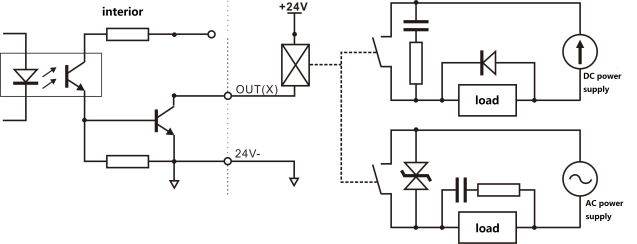 interior
+24V
OUT(X)
24V-
DC power
supply
load
AC power
supply
load